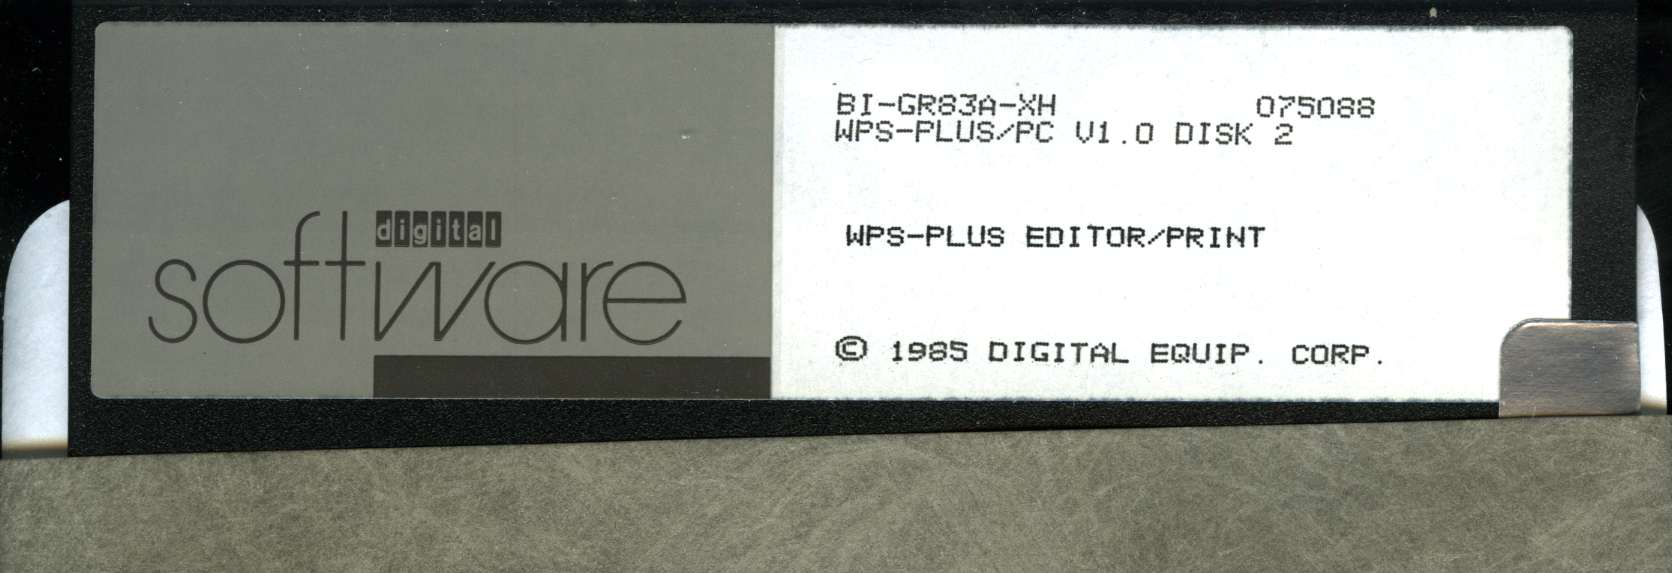 digital
software
BI-GR83A-XH 075088
WPS-PLUS/PC V1.0 DISK 2
WPS-PLUS EDITOR/PRINT
© 1985 DIGITAL EQUIP. CORP.